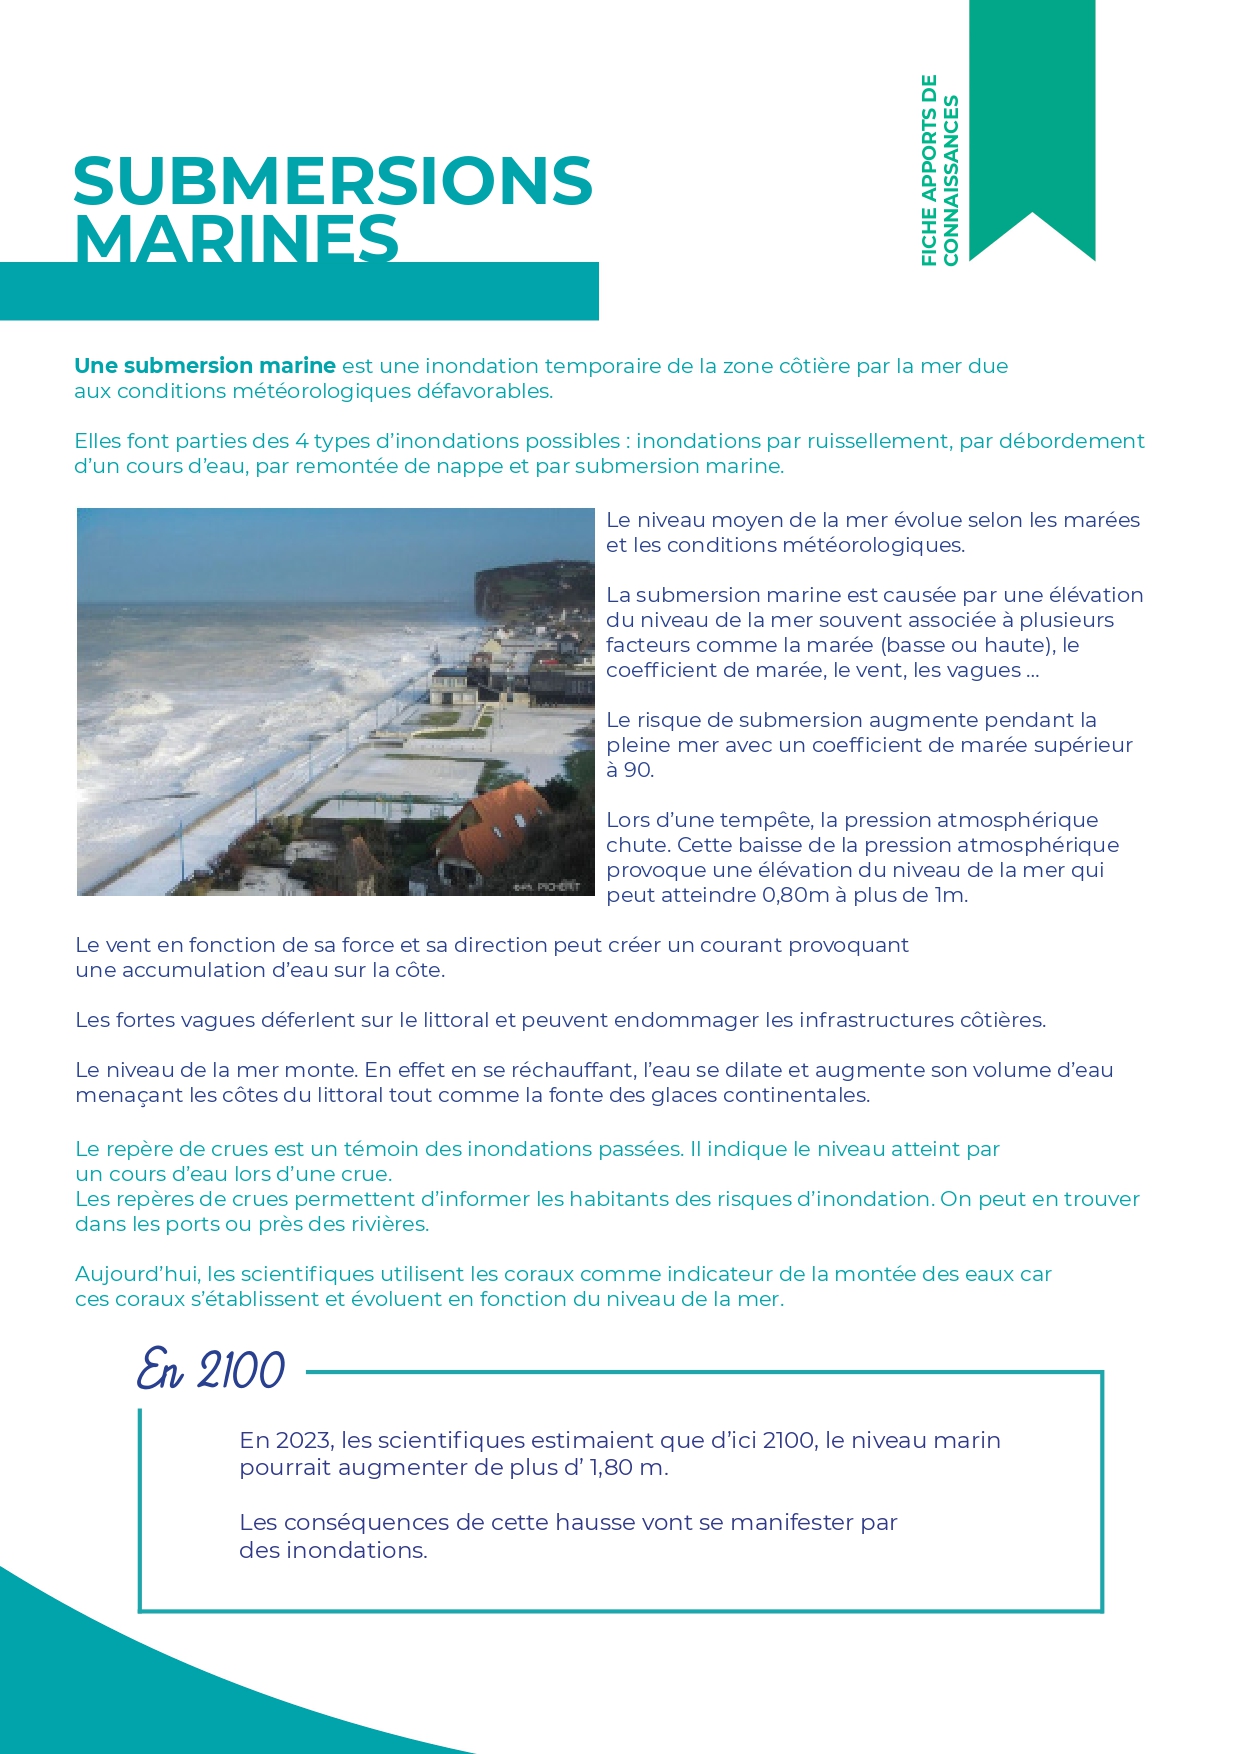 FICHE APPORTS DE
CONNAISSANCES
SUBMERSIONS
MARINES
Une submersion marine est une inondation temporaire de la zone côtière par la mer due
aux conditions météorologiques défavorables.
Elles font parties des 4 types d'inondations possibles : inondations par ruissellement, par débordement
d'un cours d'eau, par remontée de nappe et par submersion marine.
Le niveau moyen de la mer évolue selon les marées
et les conditions météorologiques.
La submersion marine est causée par une élévation
du niveau de la mer souvent associée à plusieurs
facteurs comme la marée (basse ou haute), le
coefficient de marée, le vent, les vagues ...
Le risque de submersion augmente pendant la
pleine mer avec un coefficient de marée supérieur
à 90.
Lors d'une tempête, la pression atmosphérique
chute. Cette baisse de la pression atmosphérique
provoque une élévation du niveau de la mer qui
peut atteindre 0,80m à plus de 1m.
Le vent en fonction de sa force et sa direction peut créer un courant provoquant
une accumulation d'eau sur la côte.
Les fortes vagues déferlent sur le littoral et peuvent endommager les infrastructures côtières.
Le niveau de la mer monte. En effet en se réchauffant, l'eau se dilate et augmente son volume d'eau
menaçant les côtes du littoral tout comme la fonte des glaces continentales.
Le repère de crues est un témoin des inondations passées. Il indique le niveau atteint par
un cours d'eau lors d'une crue.
Les repères de crues permettent d'informer les habitants des risques d'inondation. On peut en trouver
dans les ports ou près des rivières.
Aujourd'hui, les scientifiques utilisent les coraux comme indicateur de la montée des eaux car
ces coraux s'établissent et évoluent en fonction du niveau de la mer.
En 2100
En 2023, les scientifiques estimaient que d'ici 2100, le niveau marin
pourrait augmenter de plus d' 1,80 m.
Les conséquences de cette hausse vont se manifester par
des inondations.